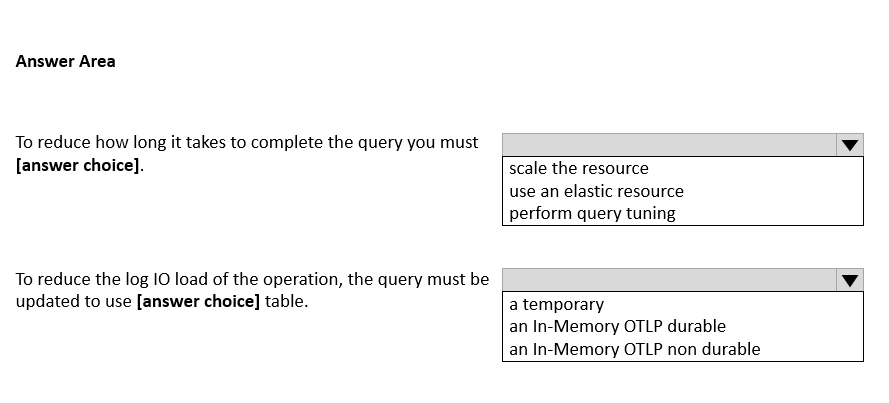 Answer Area
To reduce how long it takes to complete the query you must
[answer choice].
scale the resource
use an elastic resource
perform query tuning
To reduce the log IO load of the operation, the query must be
updated to use [answer choice] table.
a temporary
an In-Memory OTLP durable
an In-Memory OTLP non durable